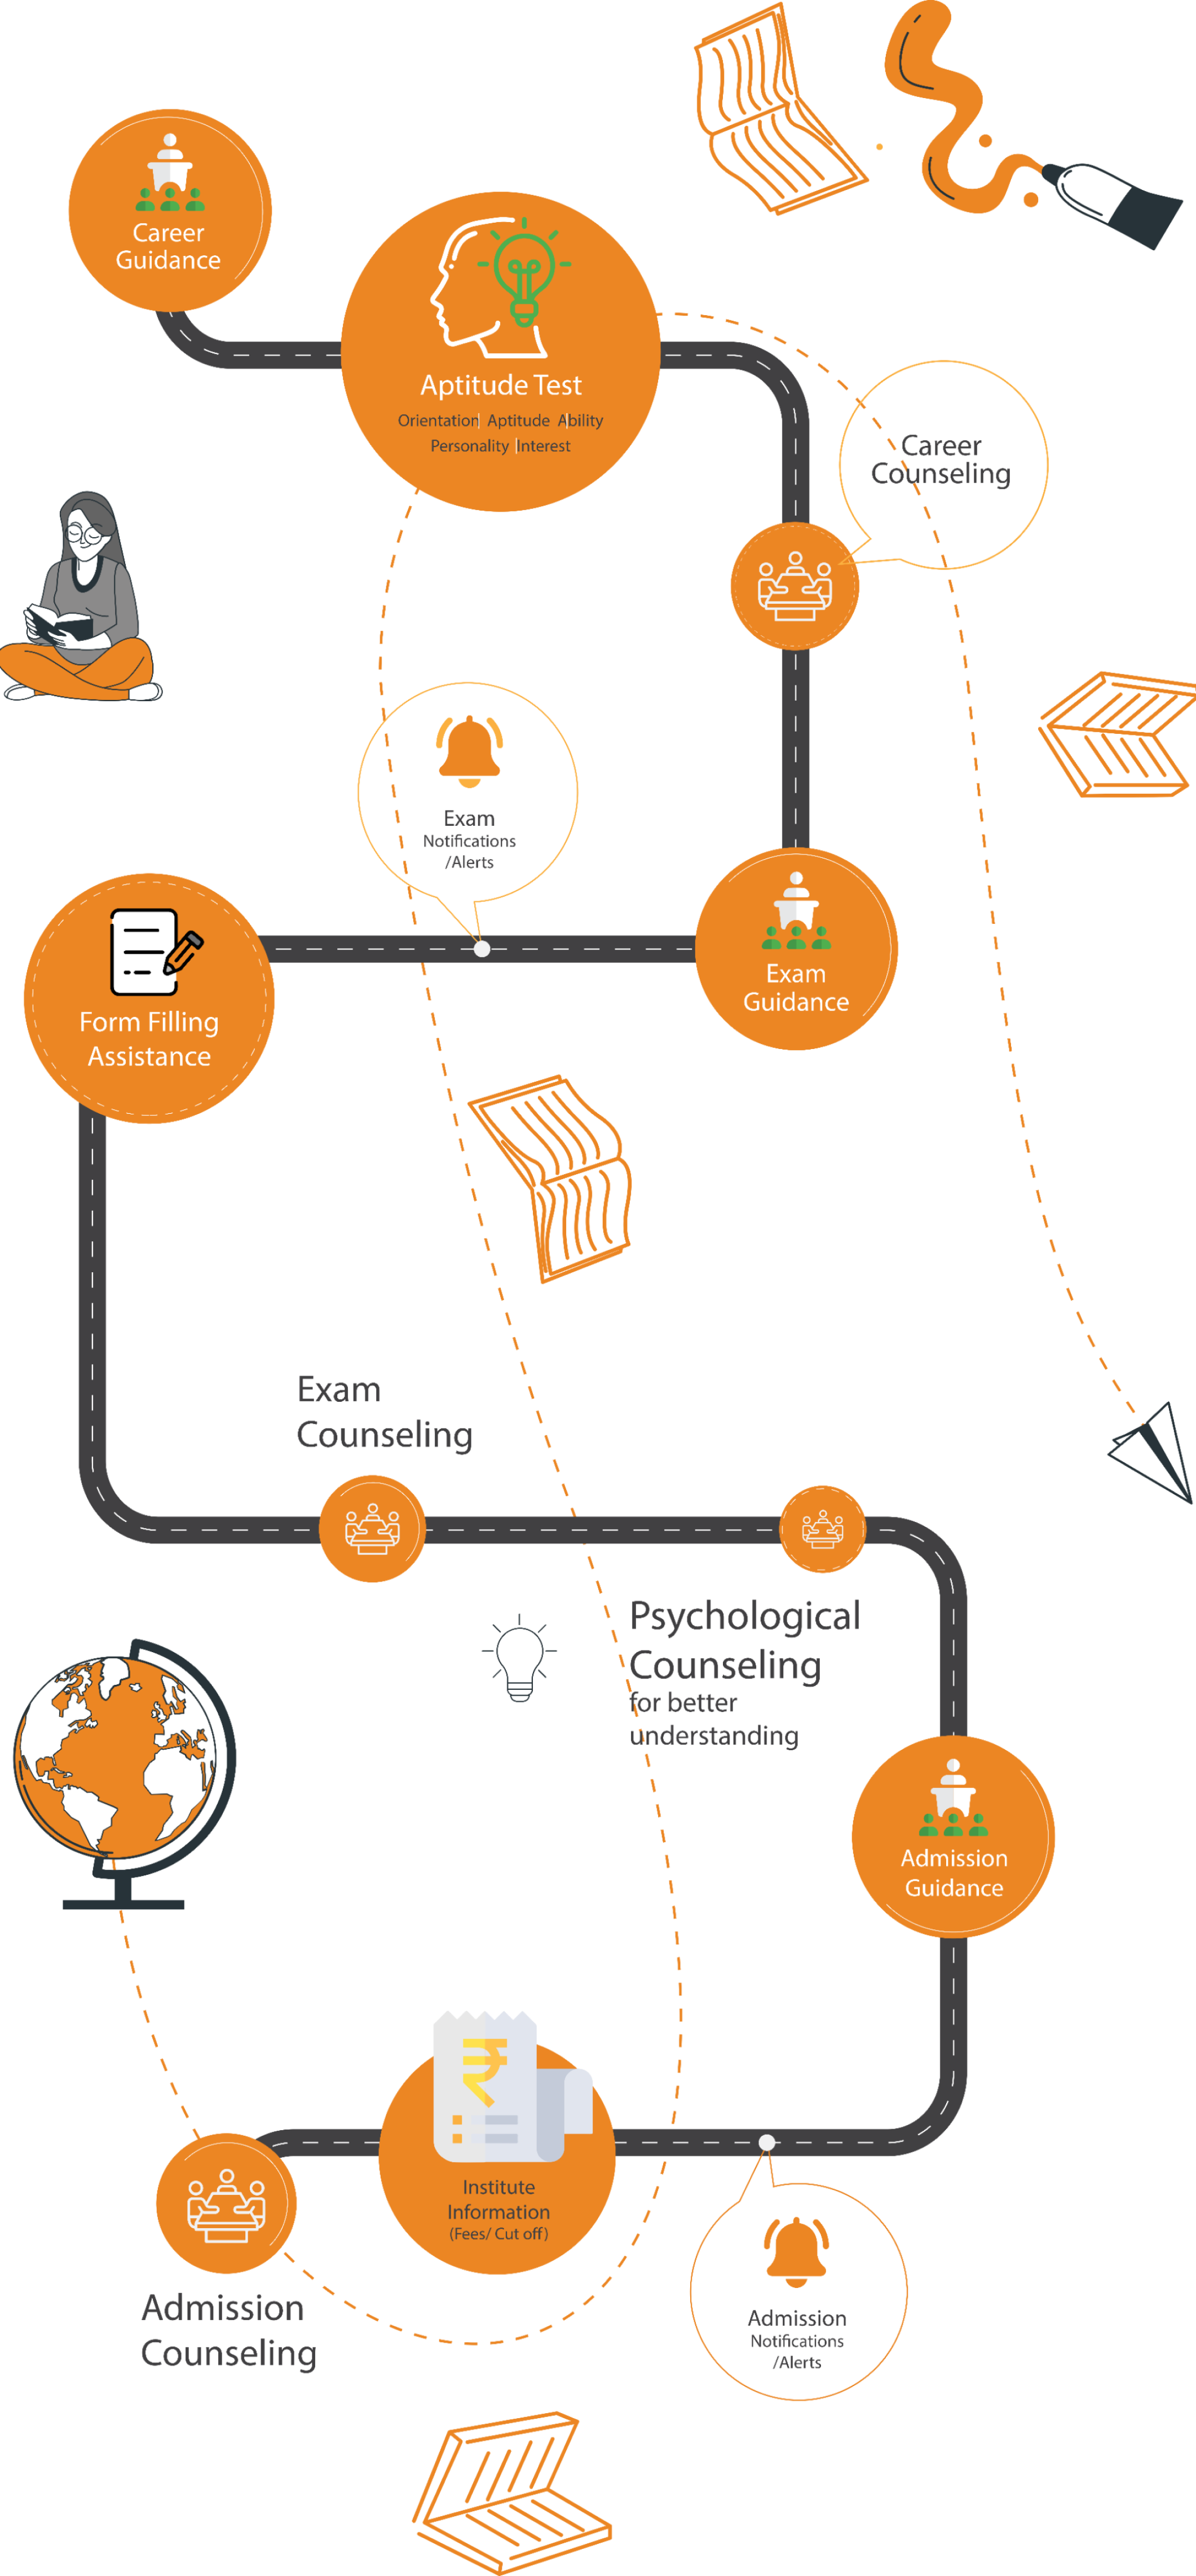 Career
Guidance
Aptitude Test
Orientation| Aptitude Ability
Personality |Interest
Career
Counseling
Exam
Notifications
/Alerts
Exam
Guidance
Form Filling
Assistance
Exam
Counseling
Psychological
Counseling
for better
understanding
Admission
Guidance
₹
Institute
Information
(Fees/ Cut off)
Admission
Counseling
Admission
Notifications
/Alerts